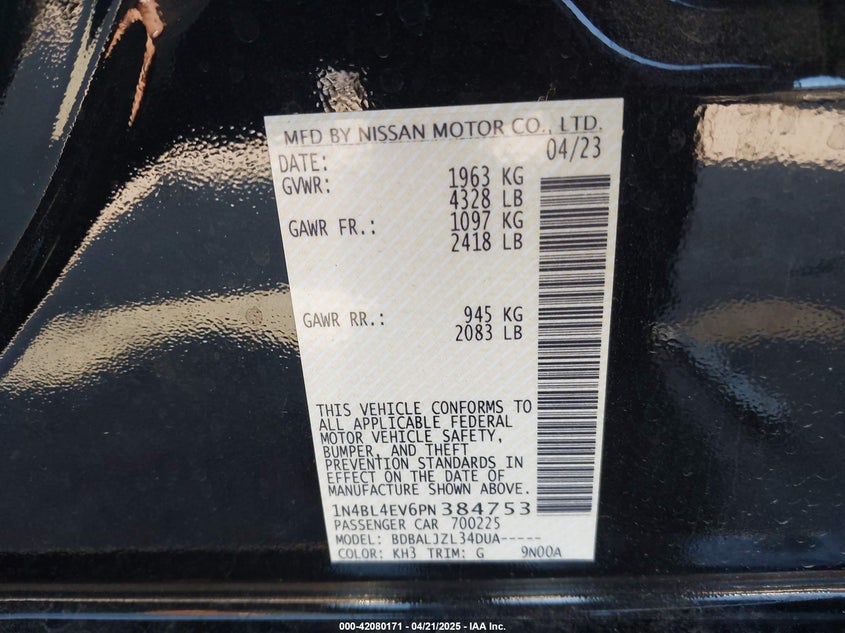 MFD BY NISSAN MOTOR CO., LTD.
DATE: 04/23
GVWR: 1963 KG
4328 LB
GAWR FR.: 1097 KG
2418 LB
GAWR RR.: 945 KG
2083 LB
THIS VEHICLE CONFORMS TO
ALL APPLICABLE FEDERAL
MOTOR VEHICLE SAFETY,
BUMPER, AND THEFT
PREVENTION STANDARDS IN
EFFECT ON THE DATE OF
MANUFACTURE SHOWN ABOVE.
1N4BL4EV6PN384753
PASSENGER CAR 700225
MODEL: BDBALJZL34DUA-----
COLOR: KH3 TRIM: G 9N00A
000-42080171 - 04/21/2025 - IAA Inc.